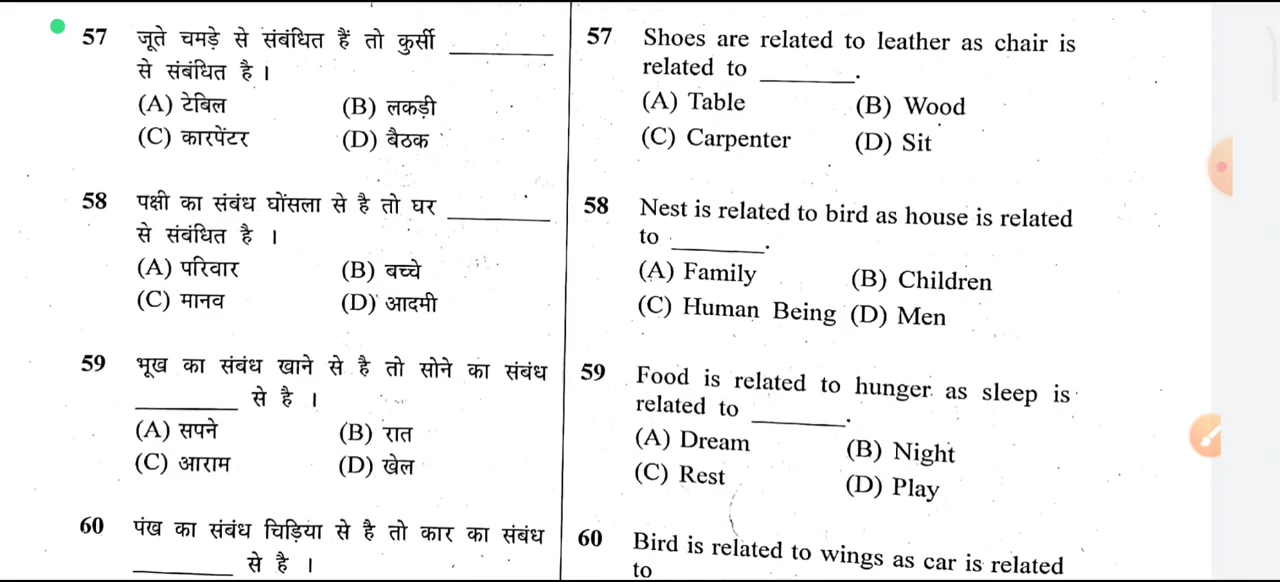 57 जूते चमड़े से संबंधित हैं तो कुर्सी ________
से संबंधित है ।
(A) टेबिल (B) लकड़ी
(C) कारपेंटर (D) बैठक
58 पक्षी का संबंध घोंसला से है तो घर ________
से संबंधित है ।
(A) परिवार (B) बच्चे
(C) मानव (D) आदमी
59 भूख का संबंध खाने से है तो सोने का संबंध
________ से है ।
(A) सपने (B) रात
(C) आराम (D) खेल
60 पंख का संबंध चिड़िया से है तो कार का संबंध
________ से है ।
57 Shoes are related to leather as chair is
related to ________.
(A) Table (B) Wood
(C) Carpenter (D) Sit
58 Nest is related to bird as house is related
to ________.
(A) Family (B) Children
(C) Human Being (D) Men
59 Food is related to hunger as sleep is
related to ________.
(A) Dream (B) Night
(C) Rest (D) Play
60 Bird is related to wings as car is related
to